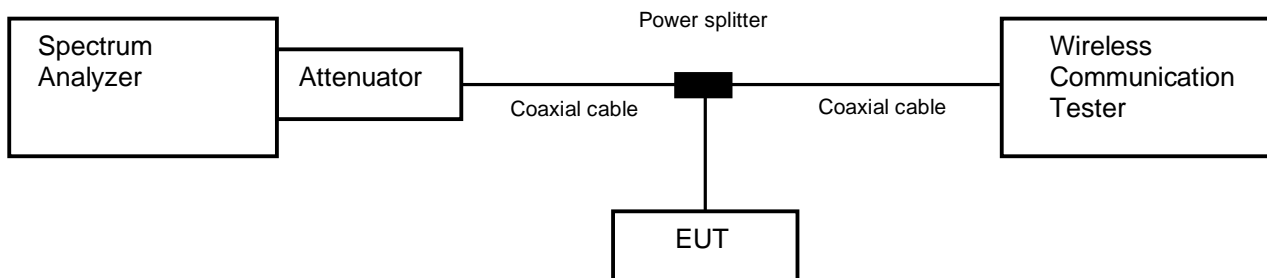 Power splitter
Spectrum
Analyzer
Attenuator
Coaxial cable
Coaxial cable
Wireless
Communication
Tester
EUT